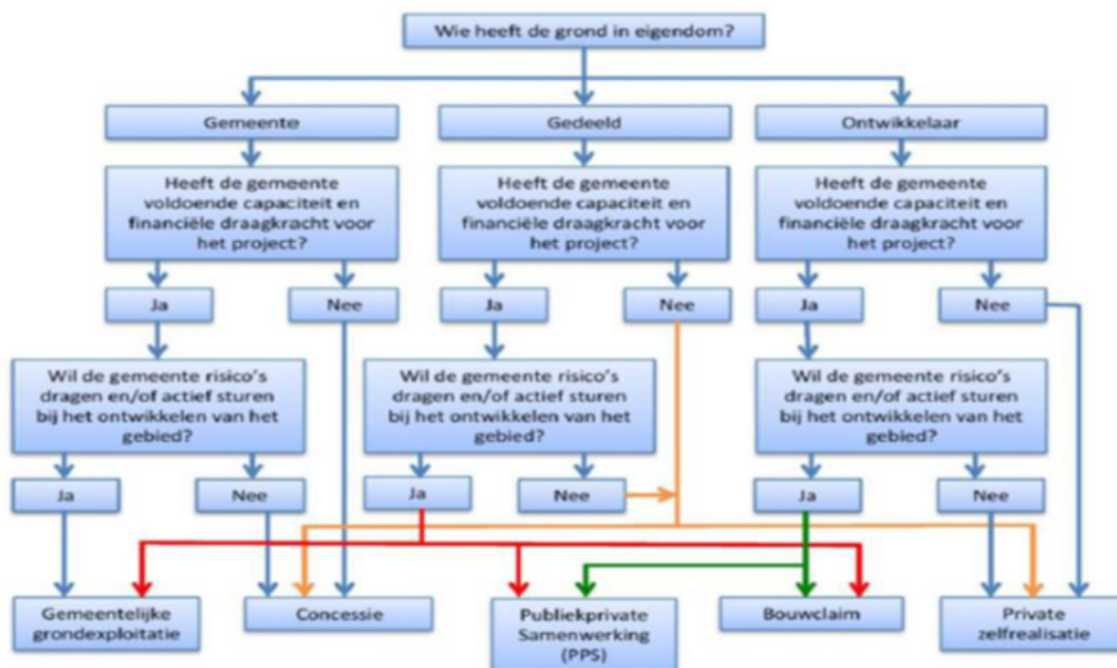 Wie heeft de grond in eigendom?
Gemeente
Gedeeld
Ontwikkelaar
Heeft de gemeente
voldoende capaciteit en
financiële draagkracht voor
het project?
Heeft de gemeente
voldoende capaciteit en
financiële draagkracht voor
het project?
Heeft de gemeente
voldoende capaciteit en
financiële draagkracht voor
het project?
Ja
Nee
Ja
Nee
Ja
Nee
Wil de gemeente risico's
dragen en/of actief sturen
bij het ontwikkelen van het
gebied?
Wil de gemeente risico's
dragen en/of actief sturen
bij het ontwikkelen van het
gebied?
Wil de gemeente risico's
dragen en/of actief sturen
bij het ontwikkelen van het
gebied?
Ja
Nee
Ja
Nee
Ja
Nee
Gemeentelijke
grondexploitatie
Concessie
Publiekprivate
Samenwerking
(PPS)
Bouwclaim
Private
zelfrealisatie